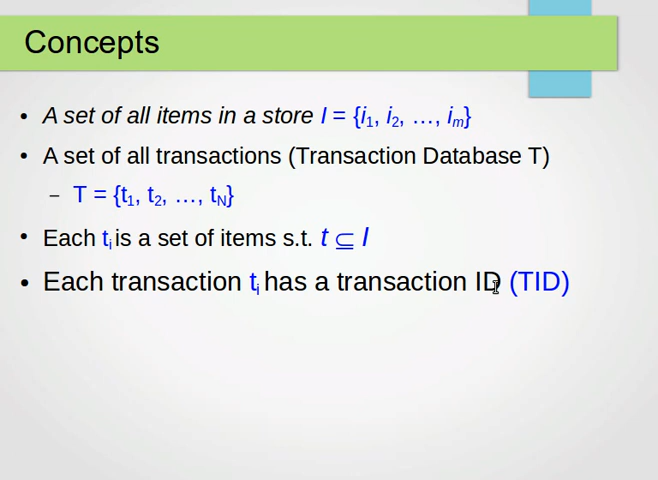 Concepts
• A set of all items in a store I = {i₁, i₂, …, iₘ}
• A set of all transactions (Transaction Database T)
– T = {t₁, t₂, …, t_N}
• Each tᵢ is a set of items s.t. t ⊆ I
• Each transaction tᵢ has a transaction ID (TID)